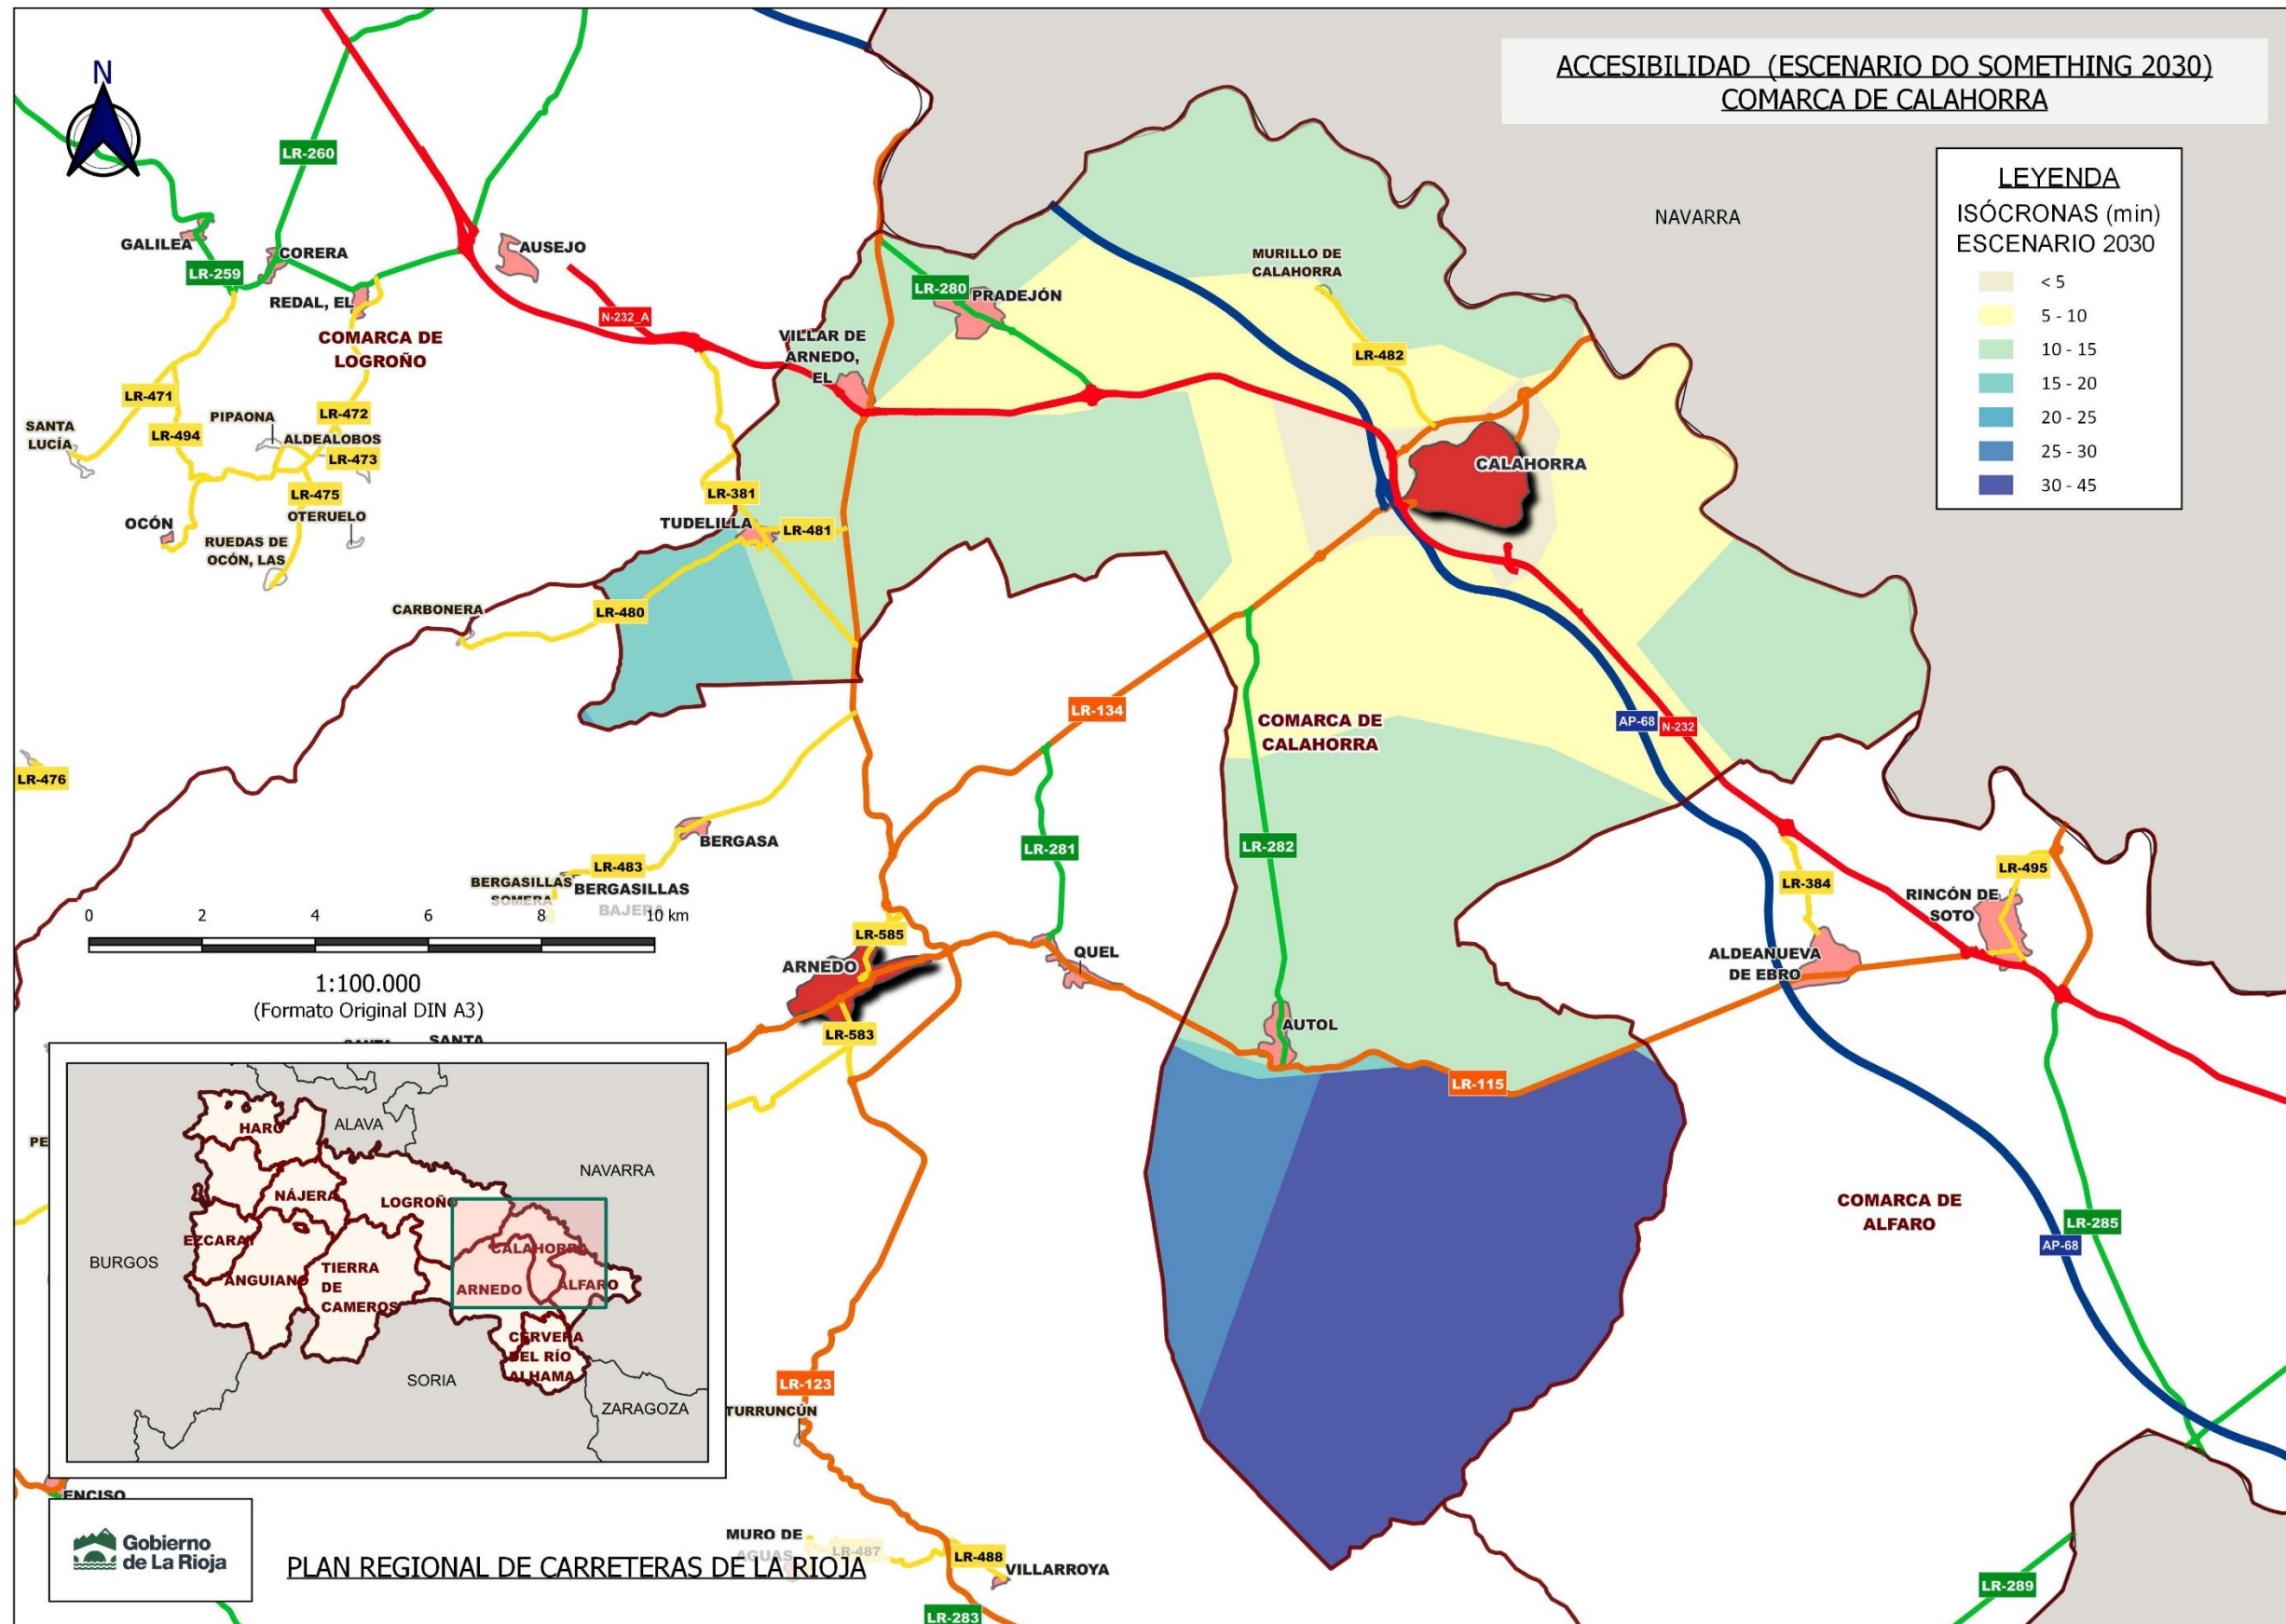 ACCESIBILIDAD (ESCENARIO DO SOMETHING 2030)
COMARCA DE CALAHORRA
LEYENDA
ISÓCRONAS (min)
ESCENARIO 2030
< 5
5 - 10
10 - 15
15 - 20
20 - 25
25 - 30
30 - 45
NAVARRA
N
LR-260
GALILEA
CORERA
LR-259
AUSEJO
REDAL, EL
N-232_A
COMARCA DE
LOGROÑO
LR-280
PRADEJÓN
MURILLO DE
CALAHORRA
VILLAR DE
ARNEDO,
EL
LR-482
LR-471
LR-472
PIPAONA
SANTA
LUCÍA
LR-494
ALDEALOBOS
LR-473
CALAHORRA
LR-475
LR-381
OTERUELO
OCÓN
TUDELILLA
LR-481
RUEDAS DE
OCÓN, LAS
CARBONERA
LR-480
LR-134
COMARCA DE
CALAHORRA
AP-68
N-232
LR-476
BERGASA
LR-281
LR-282
LR-483
BERGASILLAS
SOMERA
BERGASILLAS
BAJERA
LR-384
LR-495
RINCÓN DE
SOTO
0
2
4
6
8
10 km
1:100.000
(Formato Original DIN A3)
LR-585
ARNEDO
QUEL
ALDEANUEVA
DE EBRO
AUTOL
LR-583
SANTA
SANTA
LR-115
PE
COMARCA DE
ALFARO
LR-285
AP-68
HARO
ALAVA
NAVARRA
NÁJERA
LOGROÑO
EZCARAY
CALAHORRA
BURGOS
ANGUIANO
TIERRA
DE
CAMEROS
ARNEDO
ALFARO
CERVERA
DEL RÍO
ALHAMA
SORIA
ZARAGOZA
LR-123
TURRUNCÚN
ENCISO
Gobierno
de La Rioja
PLAN REGIONAL DE CARRETERAS DE LA RIOJA
MURO DE
AGUAS
LR-487
LR-488
VILLARROYA
LR-283
LR-289